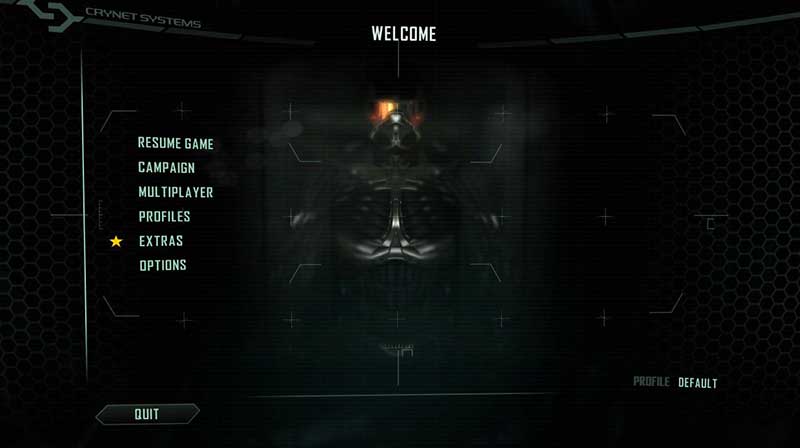 CRYNET SYSTEMS
WELCOME
RESUME GAME
CAMPAIGN
MULTIPLAYER
PROFILES
EXTRAS
OPTIONS
PROFILE DEFAULT
QUIT